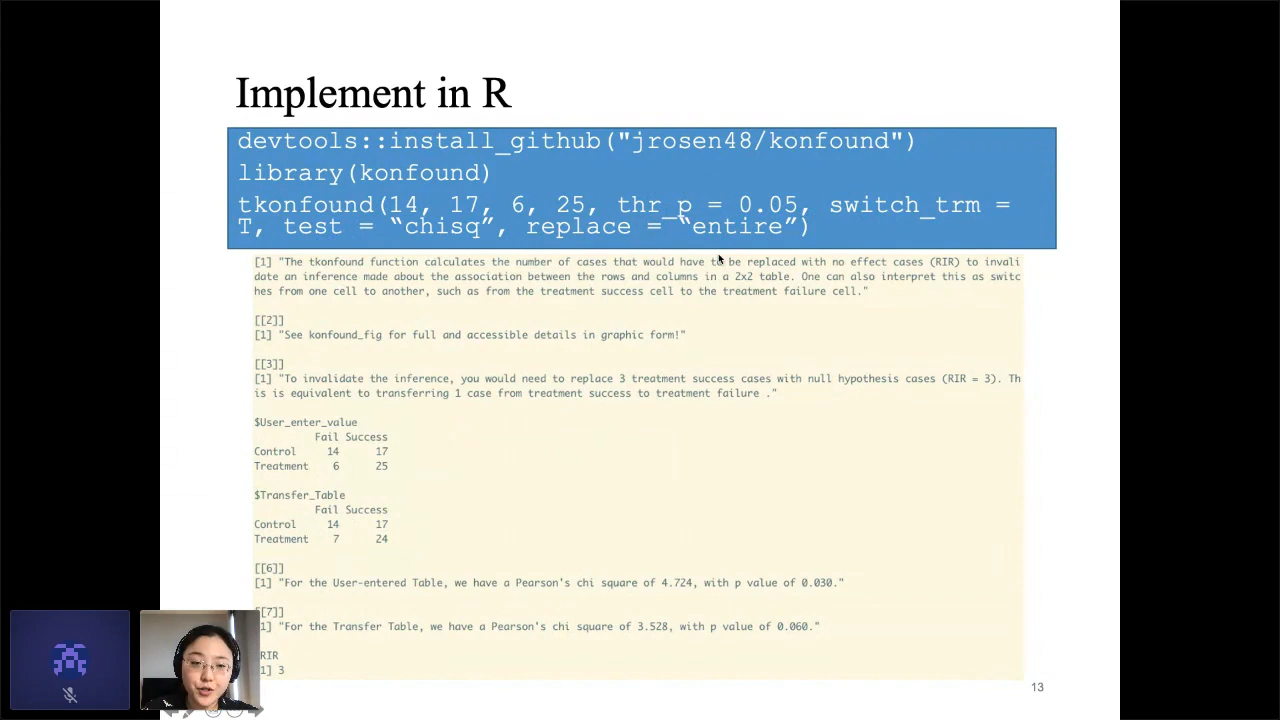 Implement in R
devtools::install_github("jrosen48/konfound")
library(konfound)
tkonfound(14, 17, 6, 25, thr_p = 0.05, switch_trm =
T, test = “chisq”, replace = “entire”)
[1] "The tkonfound function calculates the number of cases that would have to be replaced with no effect cases (RIR) to invali
date an inference made about the association between the rows and columns in a 2x2 table. One can also interpret this as switc
hes from one cell to another, such as from the treatment success cell to the treatment failure cell."
[[2]]
[1] "See konfound_fig for full and accessible details in graphic form!"
[[3]]
[1] "To invalidate the inference, you would need to replace 3 treatment success cases with null hypothesis cases (RIR = 3). Th
is is equivalent to transferring 1 case from treatment success to treatment failure ."
$User_enter_value
Fail Success
Control 14 17
Treatment 6 25
$Transfer_Table
Fail Success
Control 14 17
Treatment 7 24
[[6]]
[1] "For the User-entered Table, we have a Pearson's chi square of 4.724, with p value of 0.030."
[[7]]
1] "For the Transfer Table, we have a Pearson's chi square of 3.528, with p value of 0.060."
RIR
1] 3
13